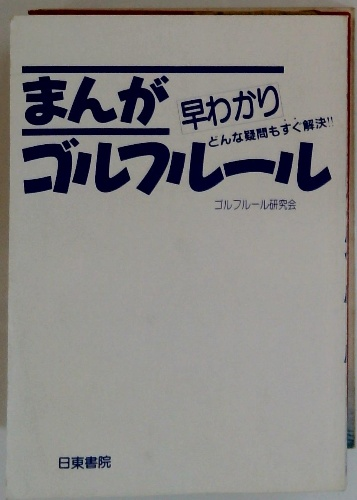 まんが
早わかり
どんな疑問もすぐ解決!!
ゴルフルール
ゴルフルール研究会
日東書院